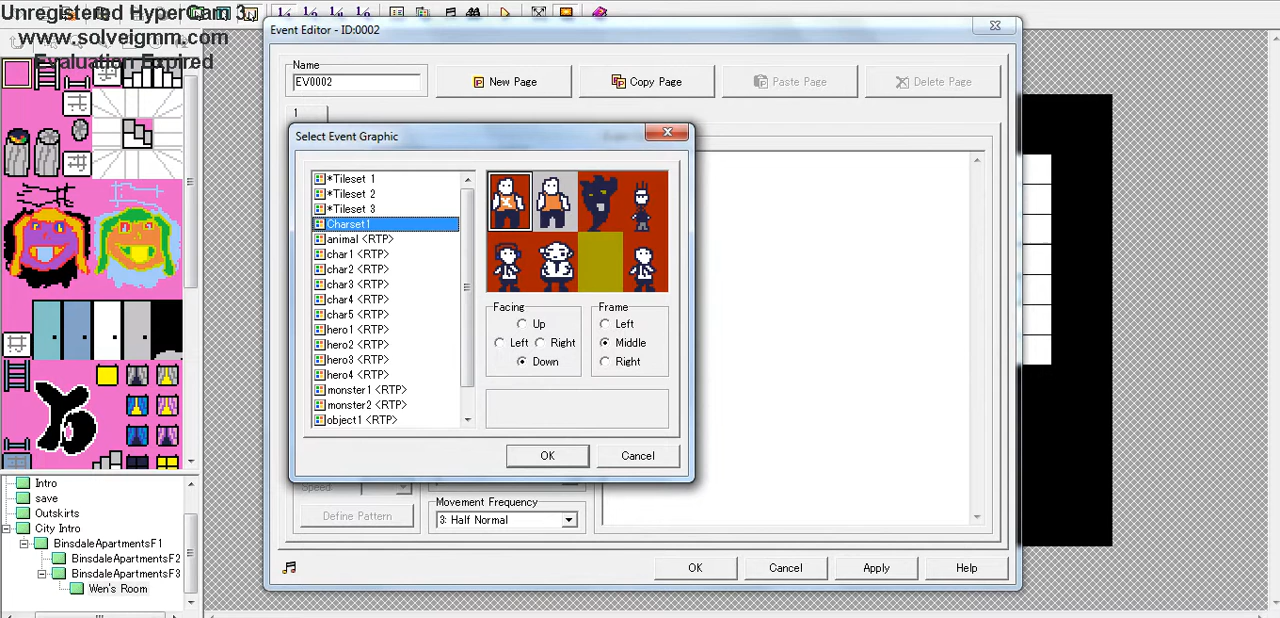 Unregistered HyperCam 3
www.solveigmm.com
Evaluation Expired
Event Editor - ID:0002
Name
EV0002
New Page
Copy Page
Paste Page
Delete Page
1
Select Event Graphic
*Tileset 1
*Tileset 2
*Tileset 3
Charset1
animal <RTP>
char1 <RTP>
char2 <RTP>
char3 <RTP>
char4 <RTP>
char5 <RTP>
hero1 <RTP>
hero2 <RTP>
hero3 <RTP>
hero4 <RTP>
monster1 <RTP>
monster2 <RTP>
object1 <RTP>
Facing
Up
Left
Right
Down
Frame
Left
Middle
Right
OK
Cancel
Speed
Define Pattern
Movement Frequency
3: Half Normal
OK
Cancel
Apply
Help
Intro
save
Outskirts
City Intro
BinsdaleApartmentsF1
BinsdaleApartmentsF2
BinsdaleApartmentsF3
Wen's Room